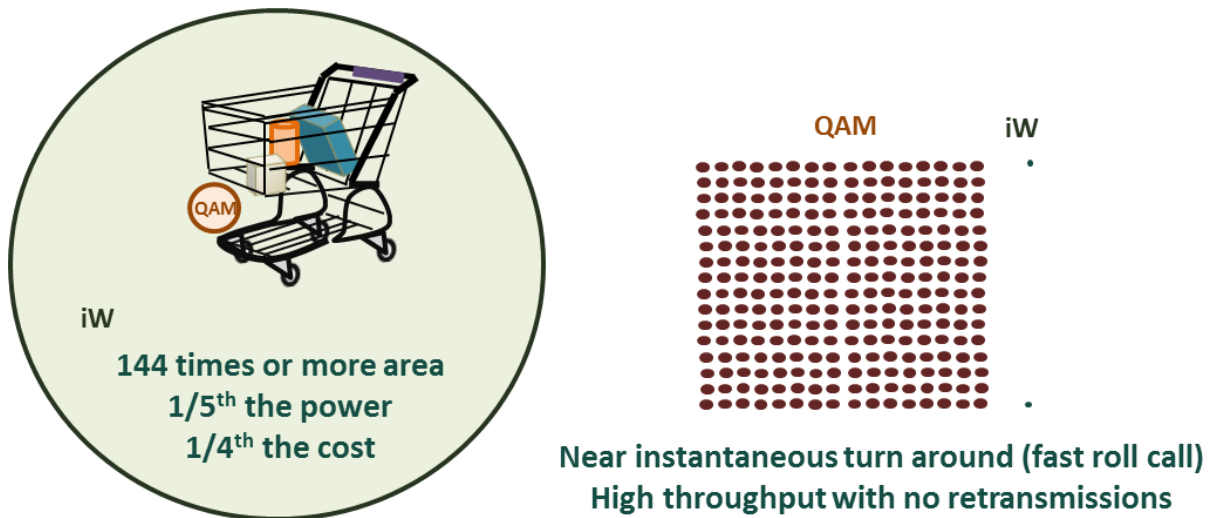 QAM
iW
144 times or more area
1/5th the power
1/4th the cost
QAM iW
Near instantaneous turn around (fast roll call)
High throughput with no retransmissions